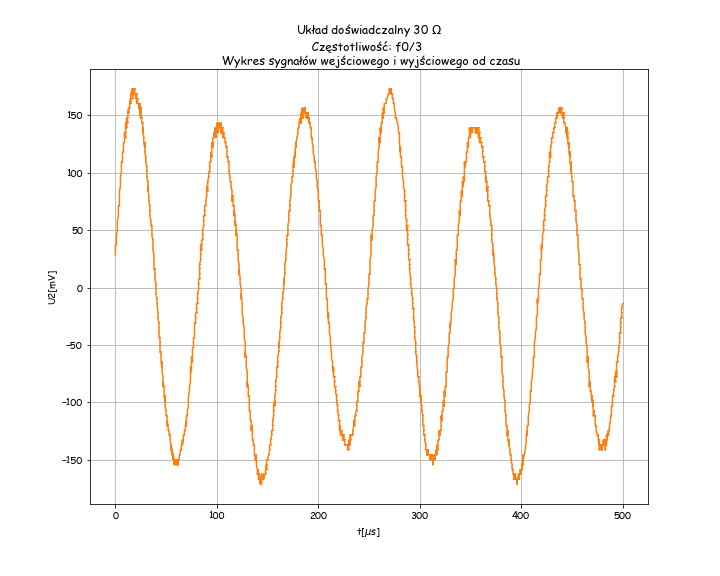 Układ doświadczalny 30 Ω
Częstotliwość: f0/3
Wykres sygnałów wejściowego i wyjściowego od czasu
150
100
50
0
−50
−100
−150
U2[mV]
0 100 200 300 400 500
t[μs]